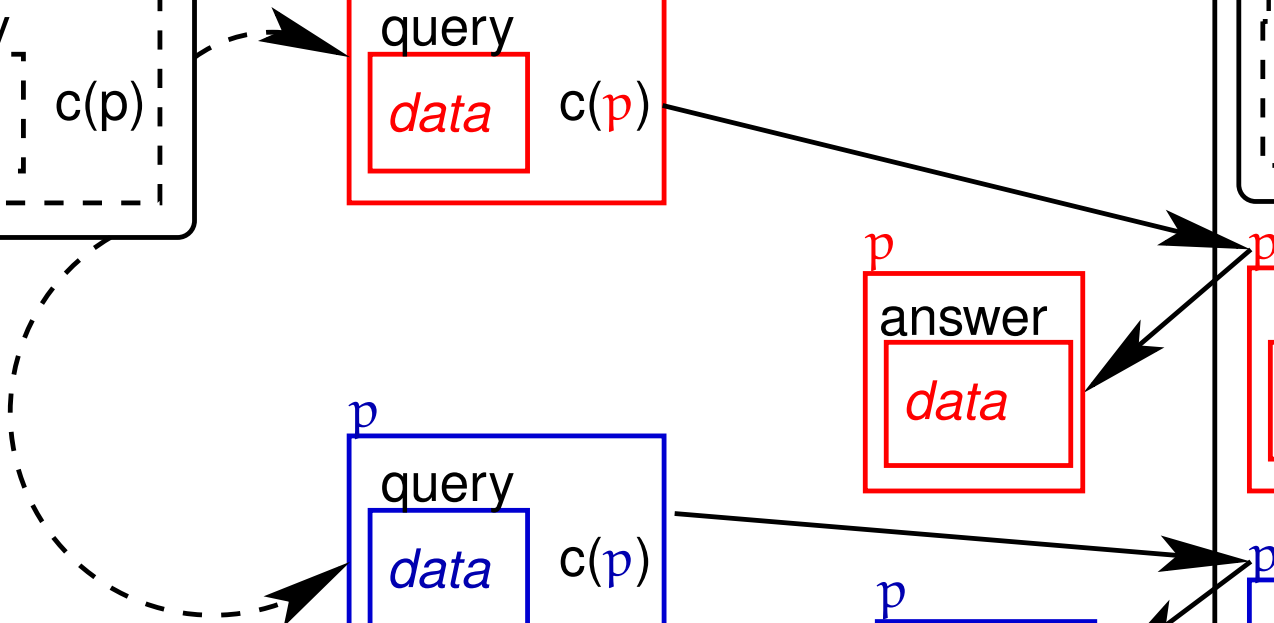 query
data
c(p)
c(p)
p
p
answer
data
p
query
data
c(p)
p
p